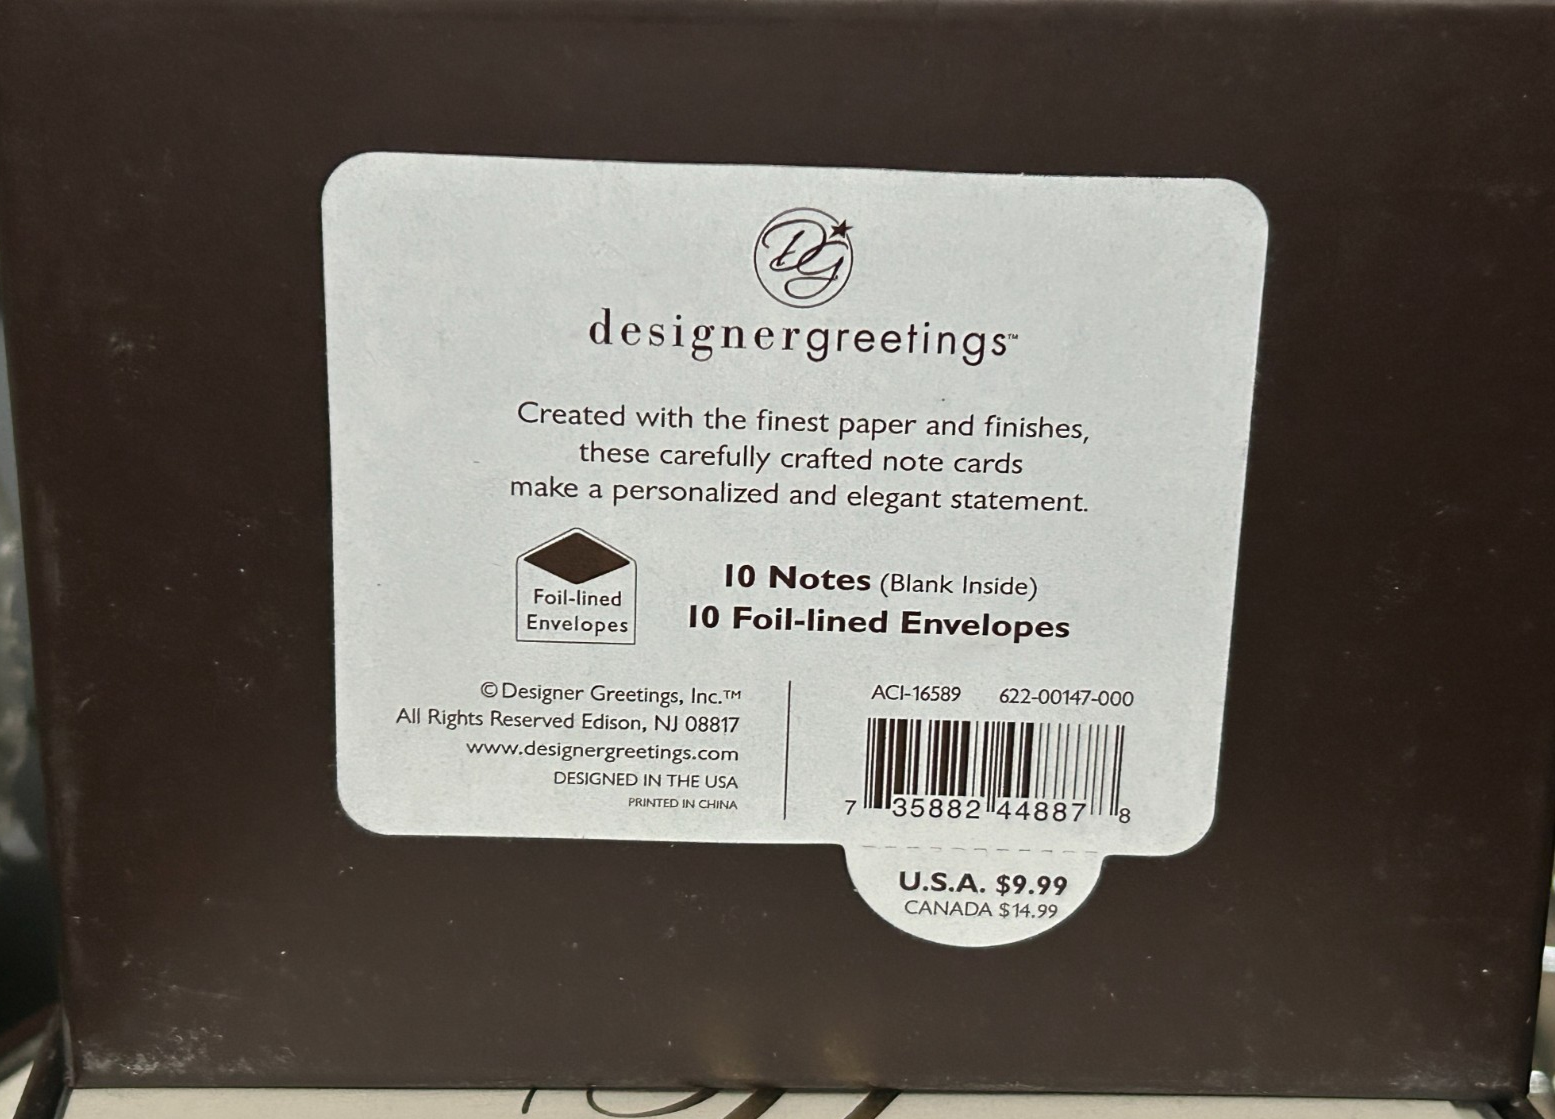 DG
designergreetings™
Created with the finest paper and finishes,
these carefully crafted note cards
make a personalized and elegant statement.
Foil-lined
Envelopes
10 Notes (Blank Inside)
10 Foil-lined Envelopes
© Designer Greetings, Inc.™
All Rights Reserved Edison, NJ 08817
www.designergreetings.com
DESIGNED IN THE USA
PRINTED IN CHINA
ACI-16589 622-00147-000
7 35882 44887 8
U.S.A. $9.99
CANADA $14.99